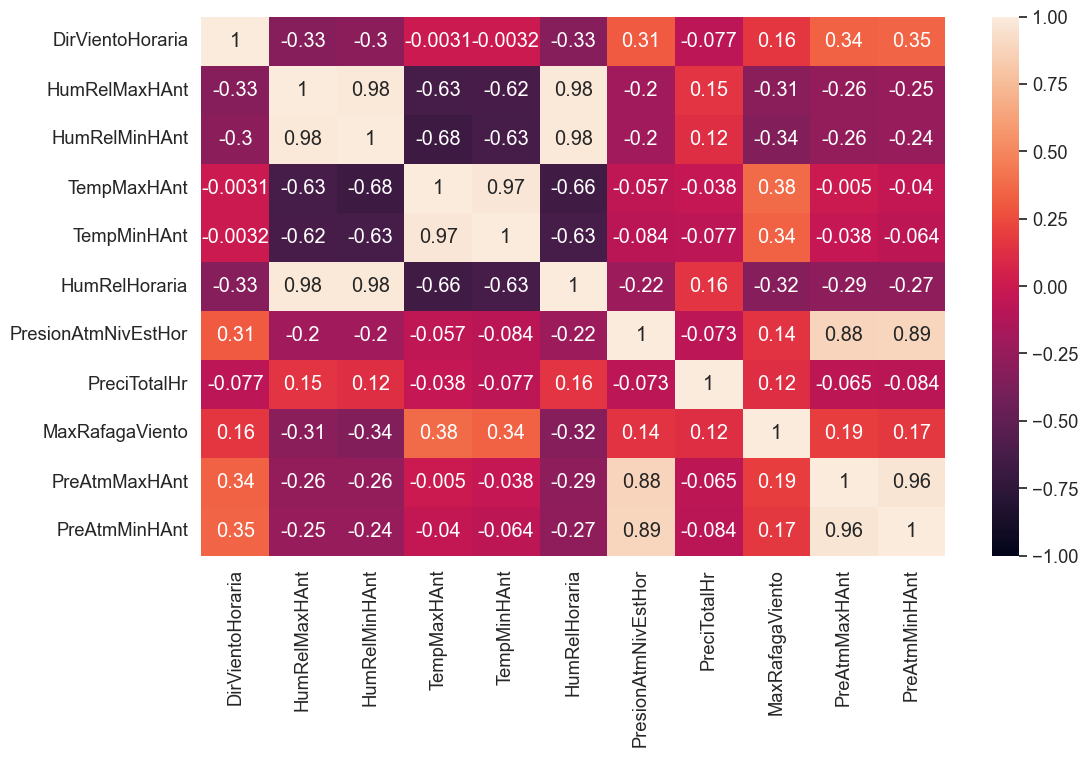 DirVientoHoraria 1 -0.33 -0.3 -0.0031 -0.0032 -0.33 0.31 -0.077 0.16 0.34 0.35
HumRelMaxHAnt -0.33 1 0.98 -0.63 -0.62 0.98 -0.2 0.15 -0.31 -0.26 -0.25
HumRelMinHAnt -0.3 0.98 1 -0.68 -0.63 0.98 -0.2 0.12 -0.34 -0.26 -0.24
TempMaxHAnt -0.0031 -0.63 -0.68 1 0.97 -0.66 -0.057 -0.038 0.38 -0.005 -0.04
TempMinHAnt -0.0032 -0.62 -0.63 0.97 1 -0.63 -0.084 -0.077 0.34 -0.038 -0.064
HumRelHoraria -0.33 0.98 0.98 -0.66 -0.63 1 -0.22 0.16 -0.32 -0.29 -0.27
PresionAtmNivEstHor 0.31 -0.2 -0.2 -0.057 -0.084 -0.22 1 -0.073 0.14 0.88 0.89
PreciTotalHr -0.077 0.15 0.12 -0.038 -0.077 0.16 -0.073 1 0.12 -0.065 -0.084
MaxRafagaViento 0.16 -0.31 -0.34 0.38 0.34 -0.32 0.14 0.12 1 0.19 0.17
PreAtmMaxHAnt 0.34 -0.26 -0.26 -0.005 -0.038 -0.29 0.88 -0.065 0.19 1 0.96
PreAtmMinHAnt 0.35 -0.25 -0.24 -0.04 -0.064 -0.27 0.89 -0.084 0.17 0.96 1
DirVientoHoraria
HumRelMaxHAnt
HumRelMinHAnt
TempMaxHAnt
TempMinHAnt
HumRelHoraria
PresionAtmNivEstHor
PreciTotalHr
MaxRafagaViento
PreAtmMaxHAnt
PreAtmMinHAnt
1.00
0.75
0.50
0.25
0.00
−0.25
−0.50
−0.75
−1.00